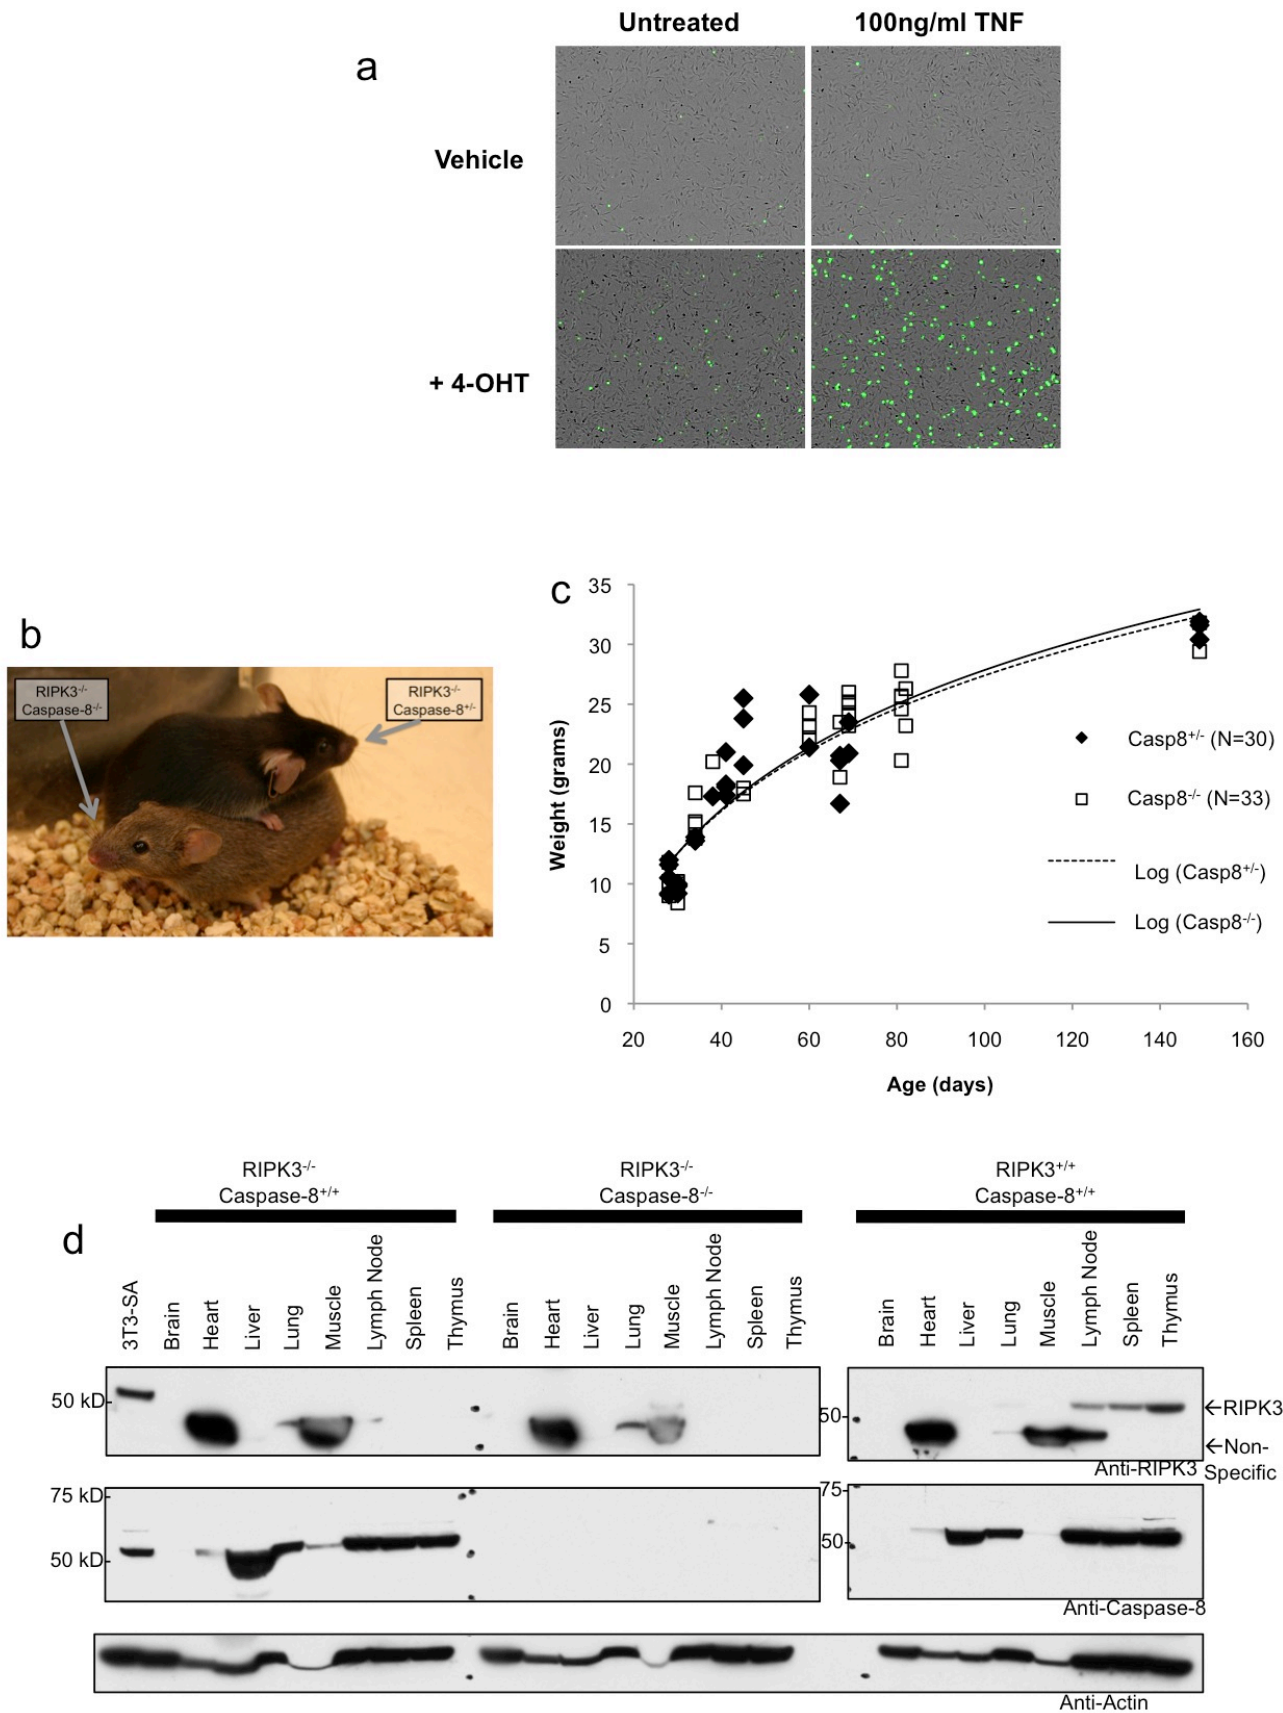 Untreated
100ng/ml TNF
a
Vehicle
+ 4-OHT
b
RIPK3-/-
Caspase-8-/-
RIPK3-/-
Caspase-8+/-
c
35
30
25
20
15
10
5
0
Weight (grams)
20
40
60
80
100
120
140
160
Age (days)
Casp8+/- (N=30)
Casp8-/- (N=33)
Log (Casp8+/-)
Log (Casp8-/-)
d
RIPK3-/-
Caspase-8+/+
RIPK3-/-
Caspase-8-/-
RIPK3+/+
Caspase-8+/+
3T3-SA
Brain
Heart
Liver
Lung
Muscle
Lymph Node
Spleen
Thymus
Brain
Heart
Liver
Lung
Muscle
Lymph Node
Spleen
Thymus
Brain
Heart
Liver
Lung
Muscle
Lymph Node
Spleen
Thymus
50 kD
50
←RIPK3
←Non-
Specific
Anti-RIPK3
75 kD
50 kD
75
50
Anti-Caspase-8
Anti-Actin